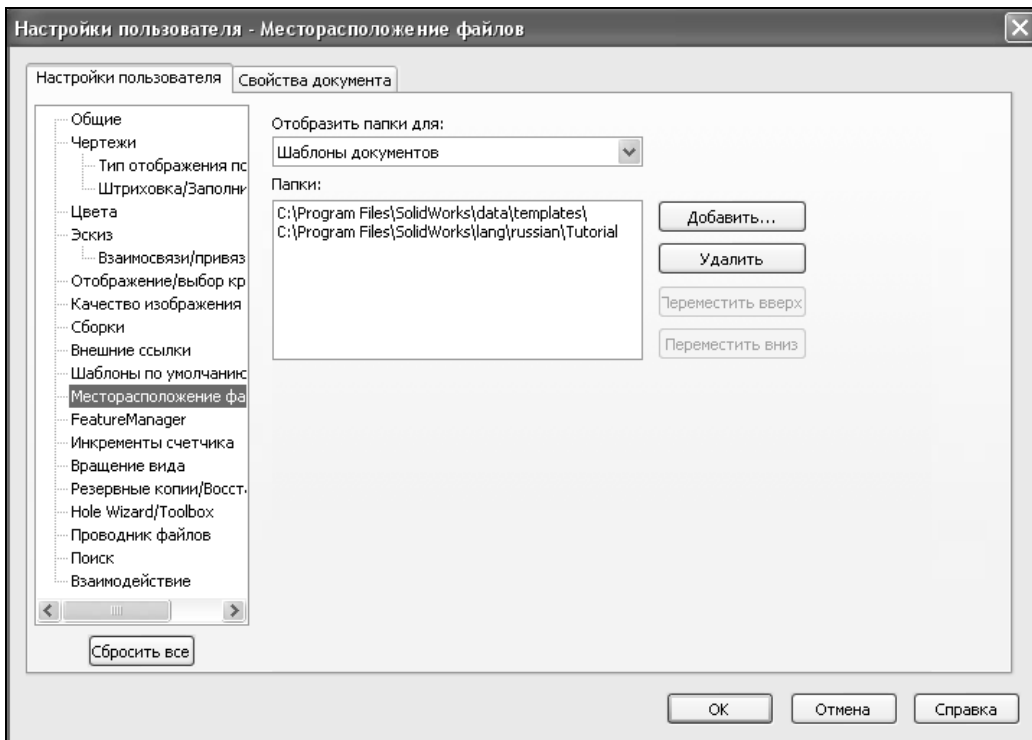 Настройки пользователя - Месторасположение файлов
Настройки пользователя
Свойства документа
Общие
Чертежи
Тип отображения по
Штриховка/Заполни
Цвета
Эскиз
Взаимосвязи/привяз
Отображение/выбор кр
Качество изображения
Сборки
Внешние ссылки
Шаблоны по умолчанию
Месторасположение фа
FeatureManager
Инкременты счетчика
Вращение вида
Резервные копии/Восст
Hole Wizard/Toolbox
Проводник файлов
Поиск
Взаимодействие
Сбросить все
Отобразить папки для:
Шаблоны документов
Папки:
C:\Program Files\SolidWorks\data\templates\
C:\Program Files\SolidWorks\lang\russian\Tutorial
Добавить...
Удалить
Переместить вверх
Переместить вниз
OK
Отмена
Справка